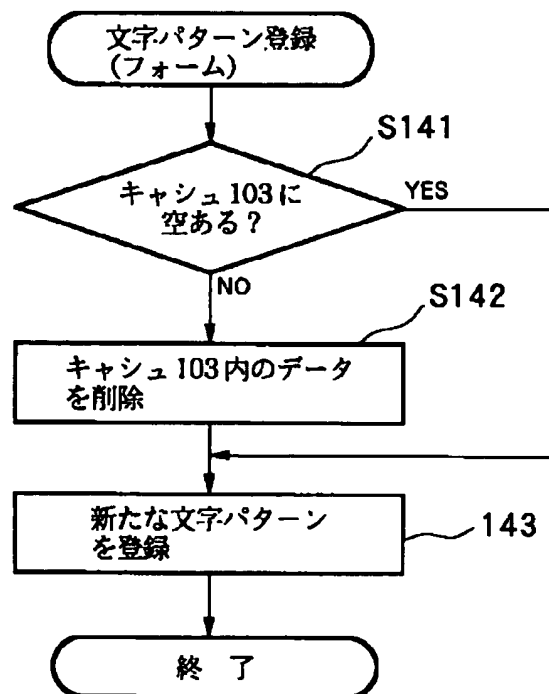 文字パターン登録
(フォーム)
S141
キャシュ103に
空ある?
YES
NO
S142
キャシュ103内のデータ
を削除
新たな文字パターン
を登録
143
終 了